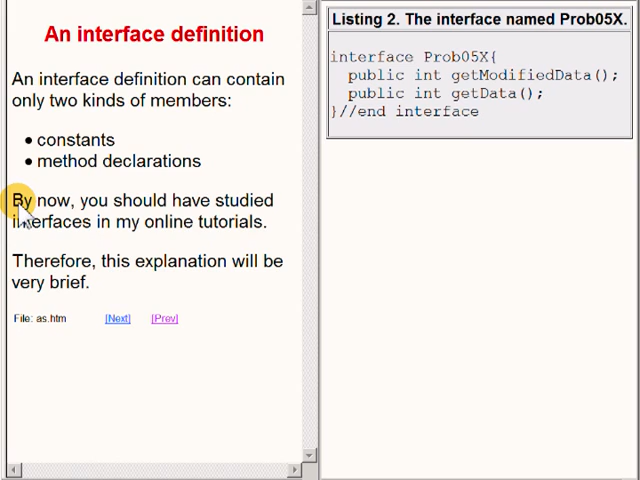 An interface definition
An interface definition can contain
only two kinds of members:
• constants
• method declarations
By now, you should have studied
interfaces in my online tutorials.
Therefore, this explanation will be
very brief.
File: as.htm [Next] [Prev]
Listing 2. The interface named Prob05X.
interface Prob05X{
  public int getModifiedData();
  public int getData();
}//end interface